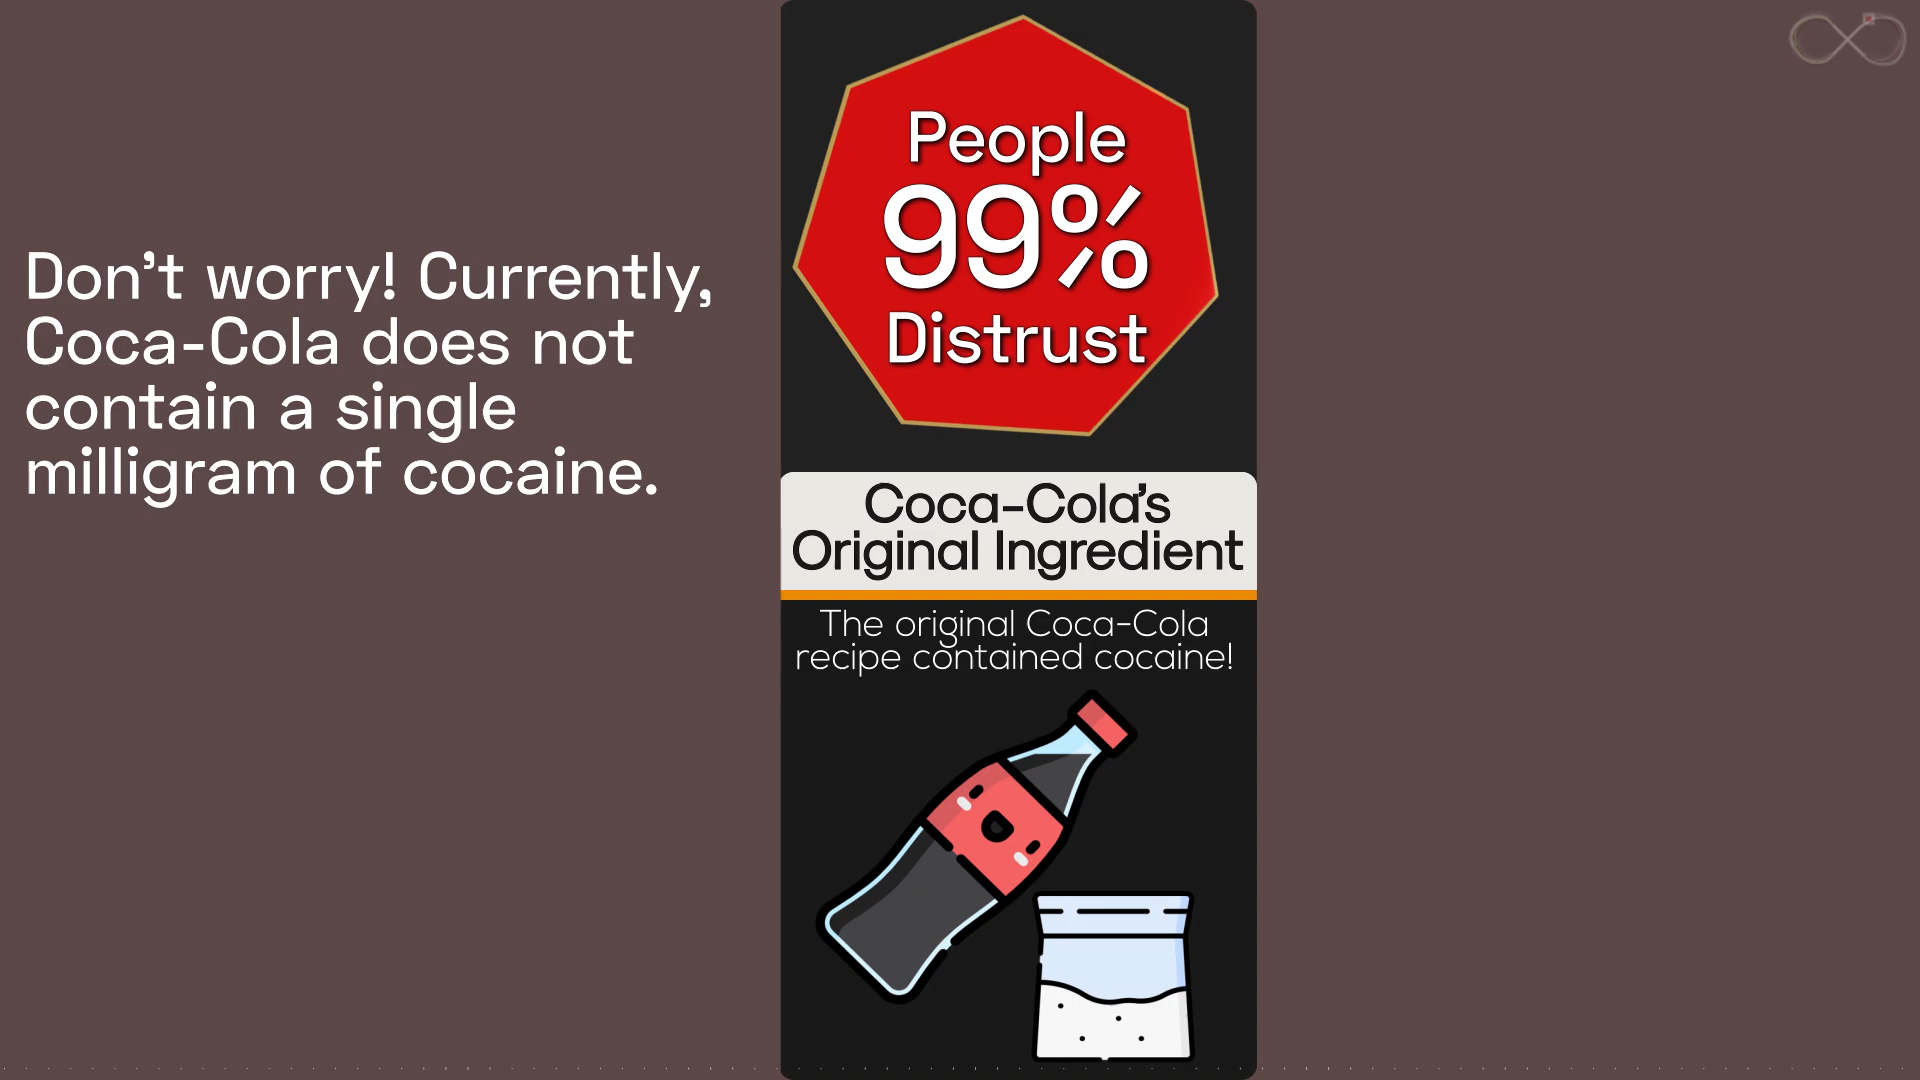 Don't worry! Currently,
Coca-Cola does not
contain a single
milligram of cocaine.
People
99%
Distrust
Coca-Cola's
Original Ingredient
The original Coca-Cola
recipe contained cocaine!